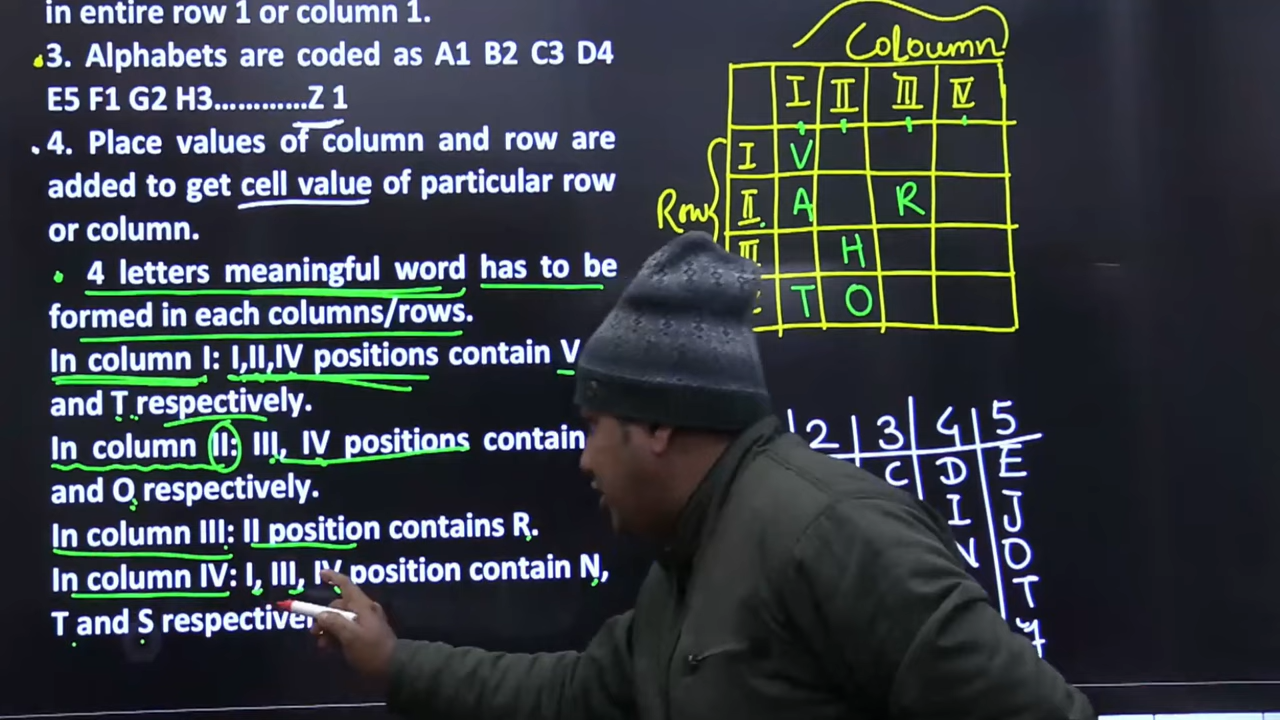 in entire row 1 or column 1.
3. Alphabets are coded as A1 B2 C3 D4
E5 F1 G2 H3............Z 1
4. Place values of column and row are
added to get cell value of particular row
or column.
4 letters meaningful word has to be
formed in each columns/rows.
In column I: I,II,IV positions contain V
and T respectively.
In column II: III, IV positions contain
and O respectively.
In column III: II position contains R.
In column IV: I, III, IV position contain N,
T and S
Coloumn
I II III IV
I V
Row II A R
III H
T O
2 3 4 5
C D E
I J
N O
T
Y